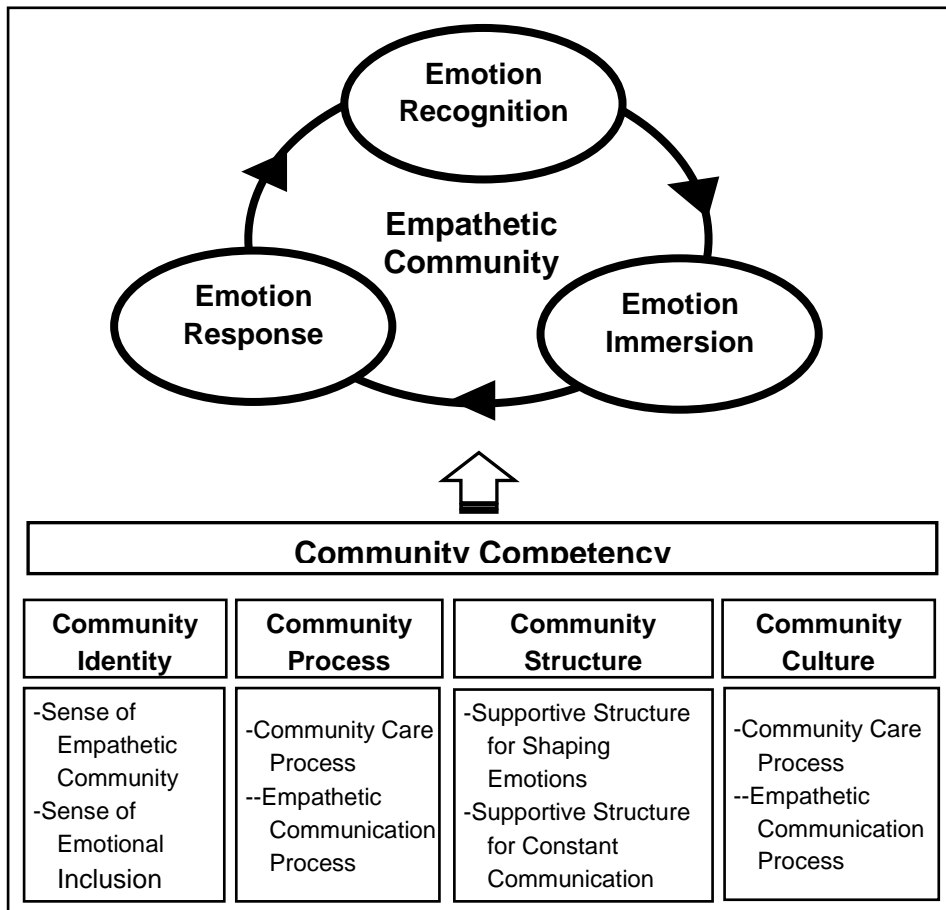 Emotion
Recognition
Empathetic
Community
Emotion
Response
Emotion
Immersion
Community Competency
Community
Identity
-Sense of
Empathetic
Community
-Sense of
Emotional
Inclusion
Community
Process
-Community Care
Process
--Empathetic
Communication
Process
Community
Structure
-Supportive Structure
for Shaping
Emotions
-Supportive Structure
for Constant
Communication
Community
Culture
-Community Care
Process
--Empathetic
Communication
Process